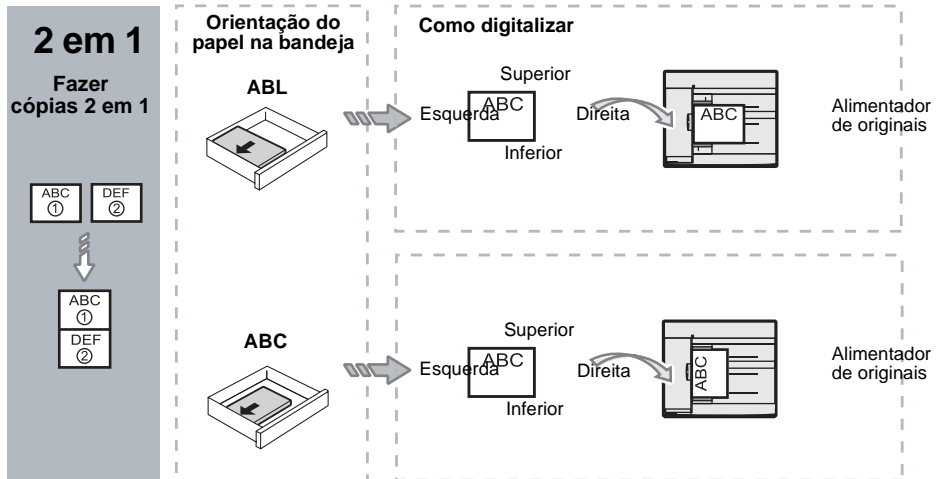 2 em 1
Fazer
cópias 2 em 1
ABC
①
DEF
②
ABC
①
DEF
②
Orientação do
papel na bandeja
ABL
ABC
Como digitalizar
Superior
Esquerda
ABC
Direita
Inferior
ABC
Alimentador
de originais
Superior
Esquerda
ABC
Direita
Inferior
ABC
Alimentador
de originais